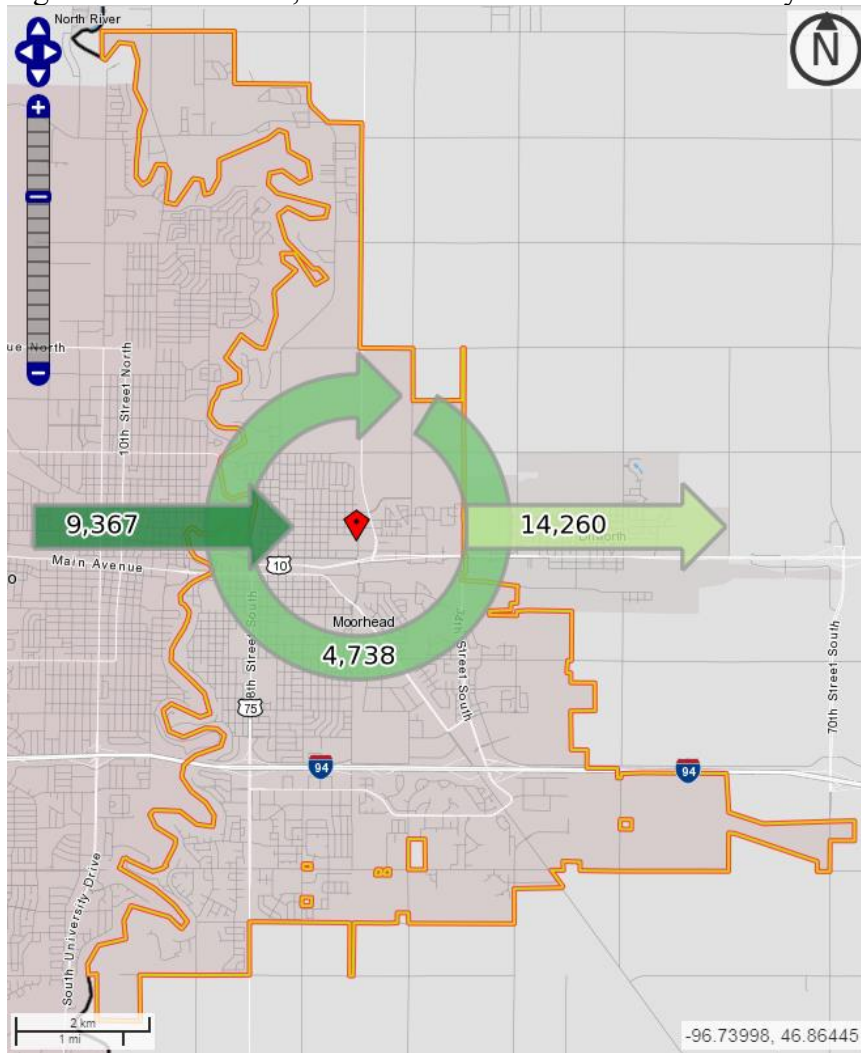 North River
N
+
ue North
10th Street North
9,367
14,260
Main Avenue
10
o
Moorhead
4,738
8th Street South
Street South
75
70th Street South
94
94
South University Drive
2 km
1 mi
-96.73998, 46.86445